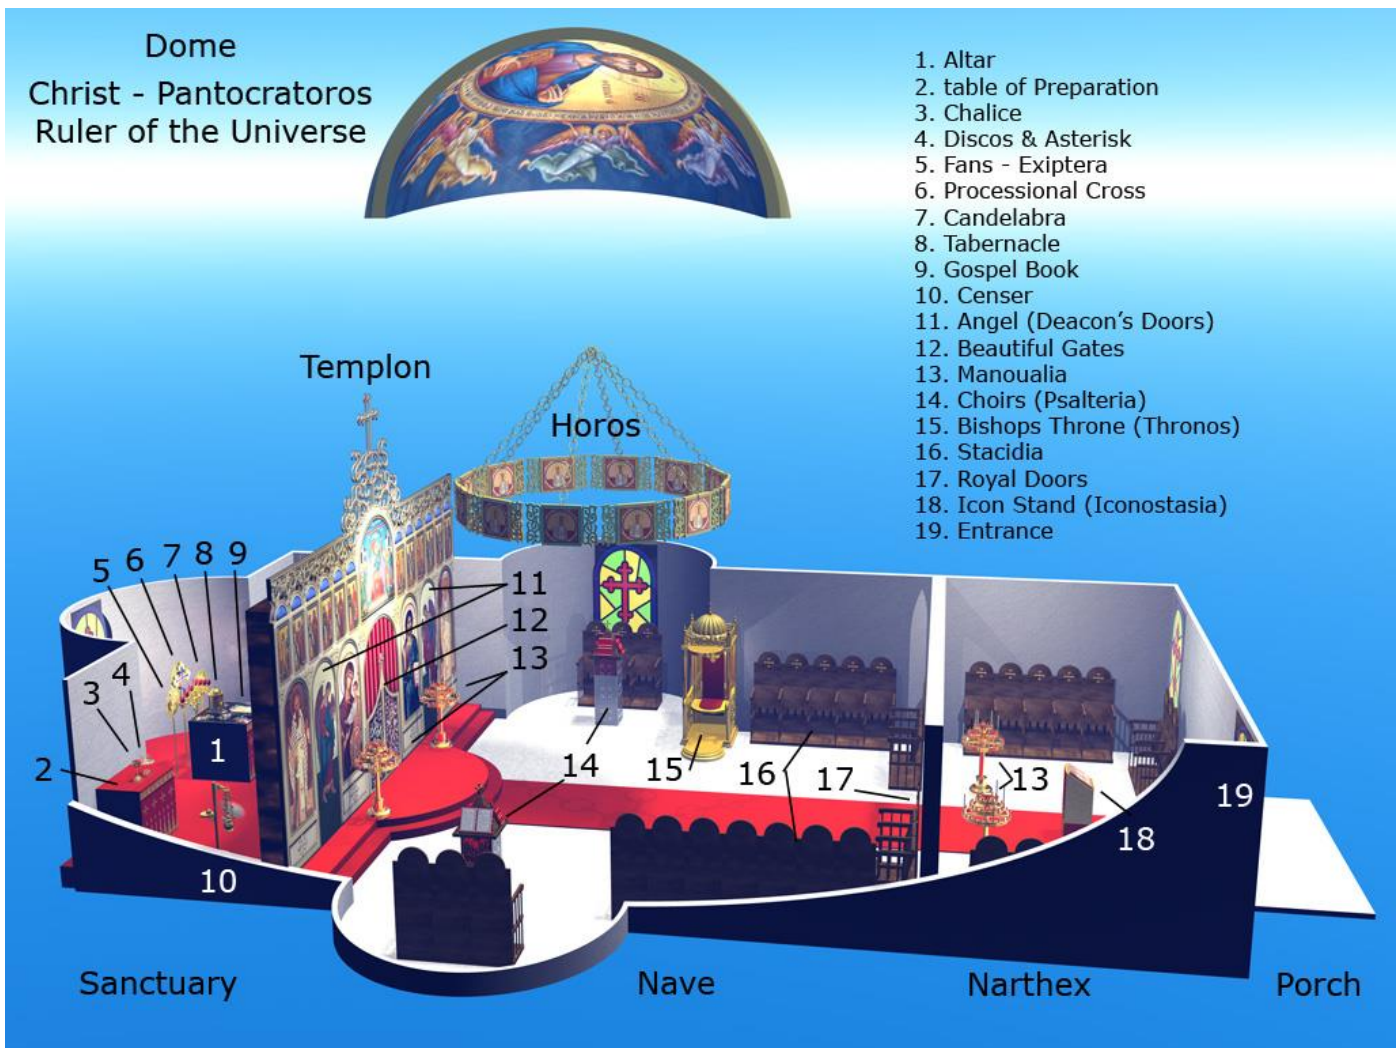 Dome
Christ - Pantocratoros
Ruler of the Universe
1. Altar
2. table of Preparation
3. Chalice
4. Discos & Asterisk
5. Fans - Exiptera
6. Processional Cross
7. Candelabra
8. Tabernacle
9. Gospel Book
10. Censer
11. Angel (Deacon's Doors)
12. Beautiful Gates
13. Manoualia
14. Choirs (Psalteria)
15. Bishops Throne (Thronos)
16. Stacidia
17. Royal Doors
18. Icon Stand (Iconostasia)
19. Entrance
Templon
Horos
5 6 7 8 9
11
12
13
3 4
1
2
14
15
16
17
13
18
19
14
10
Sanctuary
Nave
Narthex
Porch